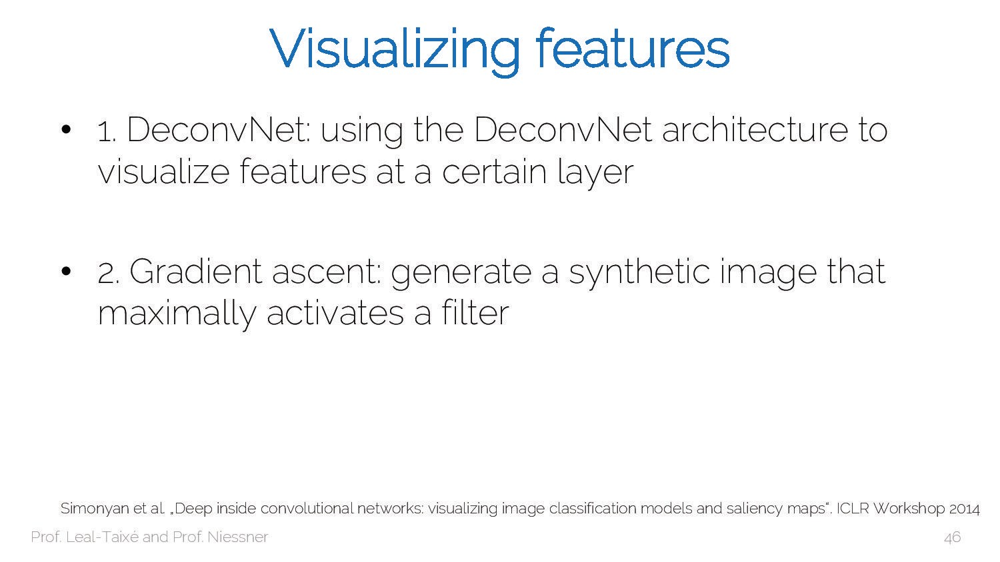 Visualizing features
• 1. DeconvNet: using the DeconvNet architecture to
visualize features at a certain layer
• 2. Gradient ascent: generate a synthetic image that
maximally activates a filter
Simonyan et al. „Deep inside convolutional networks: visualizing image classification models and saliency maps“. ICLR Workshop 2014
Prof. Leal-Taixé and Prof. Niessner
46